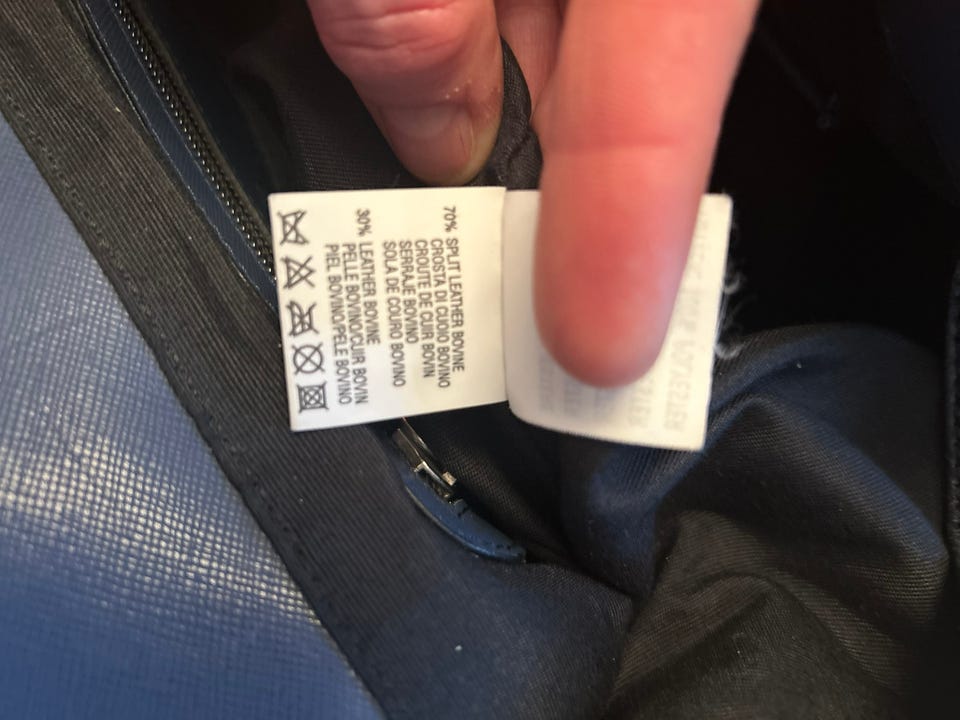 70% SPLIT LEATHER BOVINE
CROSTA DI CUOIO BOVINO
CROUTE DE CUIR BOVIN
SERRAJE BOVINO
SOLA DE COURO BOVINO
30% LEATHER BOVINE
PELLE BOVINO/CUIR BOVIN
PIEL BOVINO/PELE BOVINO